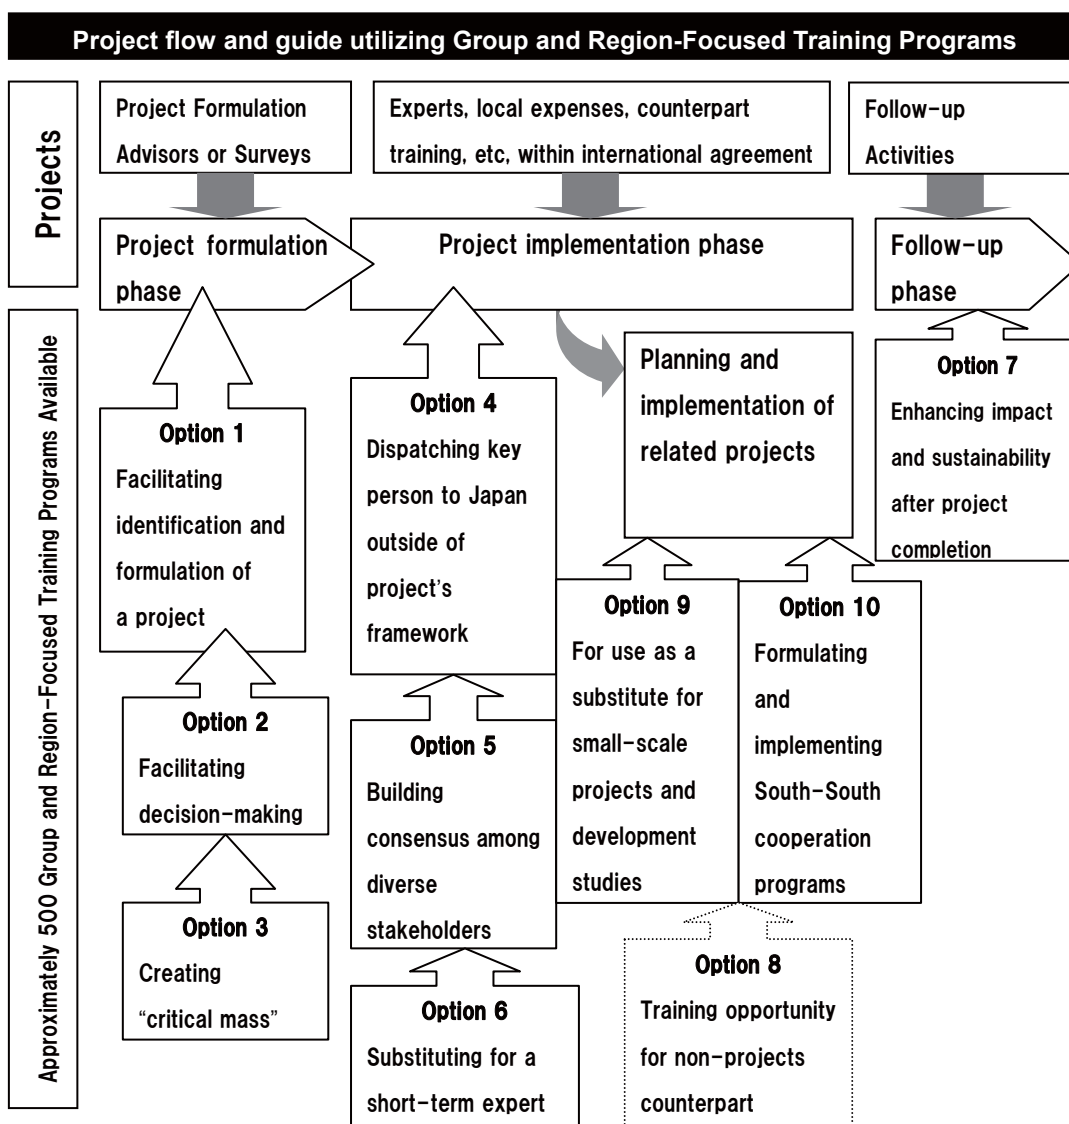 Project flow and guide utilizing Group and Region-Focused Training Programs
Projects
Project Formulation
Advisors or Surveys
Experts, local expenses, counterpart
training, etc, within international agreement
Follow-up
Activities
Project formulation
phase
Project implementation phase
Follow-up
phase
Approximately 500 Group and Region-Focused Training Programs Available
Option 1
Facilitating
identification and
formulation of
a project
Option 2
Facilitating
decision-making
Option 3
Creating
“critical mass”
Option 4
Dispatching key
person to Japan
outside of
project's
framework
Option 5
Building
consensus among
diverse
stakeholders
Option 6
Substituting for a
short-term expert
Planning and
implementation of
related projects
Option 9
For use as a
substitute for
small-scale
projects and
development
studies
Option 10
Formulating
and
implementing
South-South
cooperation
programs
Option 8
Training opportunity
for non-projects
counterpart
Option 7
Enhancing impact
and sustainability
after project
completion